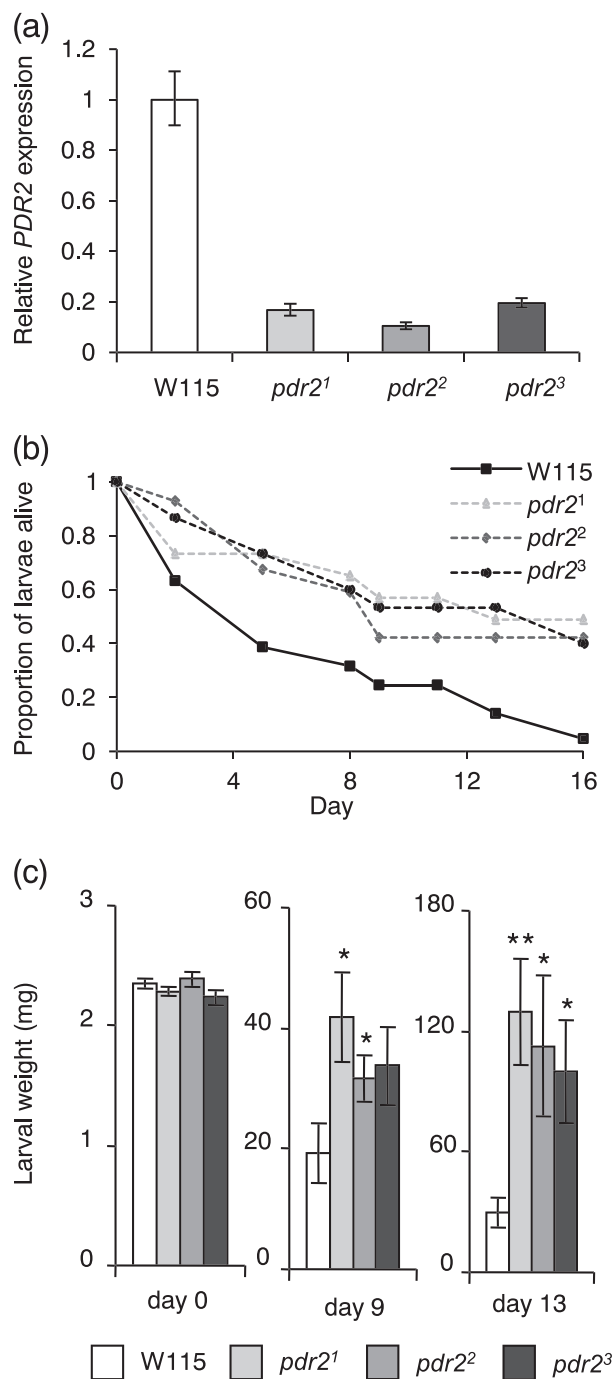 (a)
Relative PDR2 expression
1.2
1
0.8
0.6
0.4
0.2
0
W115 pdr2¹ pdr2² pdr2³
(b)
Proportion of larvae alive
1
0.8
0.6
0.4
0.2
0
0 4 8 12 16
Day
W115
pdr2¹
pdr2²
pdr2³
(c)
Larval weight (mg)
3
2
1
0
day 0
60
40
20
0
* *
day 9
180
120
60
0
** * *
day 13
W115 pdr2¹ pdr2² pdr2³